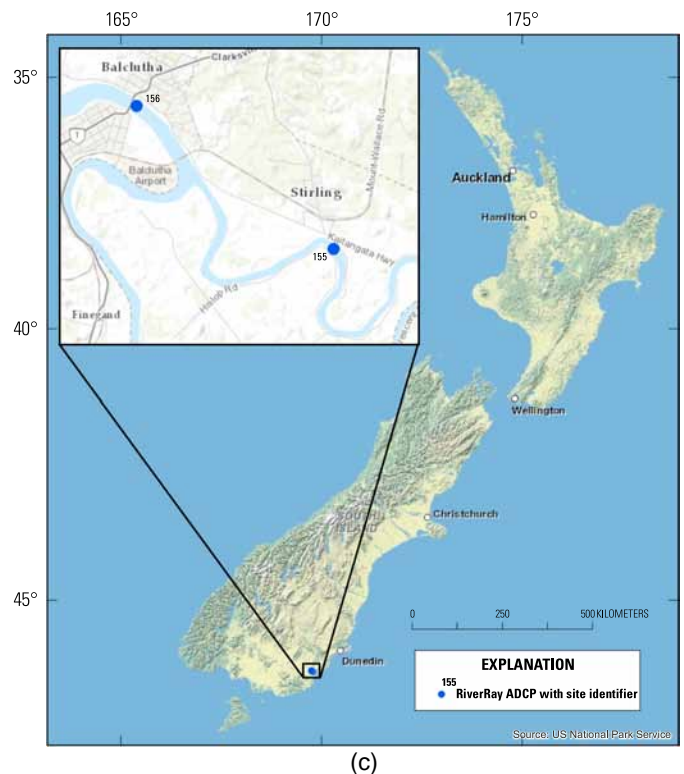 165°
170°
175°
35°
40°
45°
Balclutha
Clarksv
156
1
Balclutha
Airport
Stirling
Mount Wallace Rd
Kaitangata Hwy
155
Hislop Rd
Finegand
Auckland
Hamilton
Wellington
SOUTH
ISLAND
Christchurch
Dunedin
0 250 500 KILOMETERS
EXPLANATION
155
RiverRay ADCP with site identifier
Source: US National Park Service
(c)